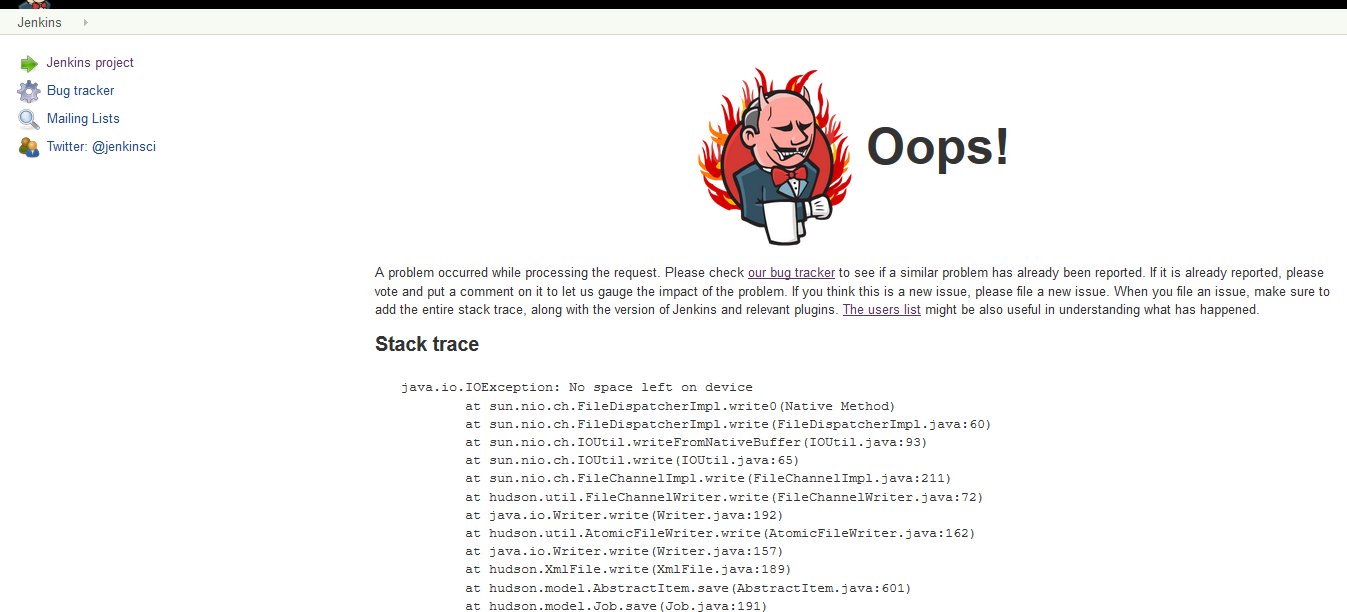 Jenkins
Jenkins project
Bug tracker
Mailing Lists
Twitter: @jenkinsci
Oops!
A problem occurred while processing the request. Please check our bug tracker to see if a similar problem has already been reported. If it is already reported, please
vote and put a comment on it to let us gauge the impact of the problem. If you think this is a new issue, please file a new issue. When you file an issue, make sure to
add the entire stack trace, along with the version of Jenkins and relevant plugins. The users list might be also useful in understanding what has happened.
Stack trace
java.io.IOException: No space left on device
at sun.nio.ch.FileDispatcherImpl.write0(Native Method)
at sun.nio.ch.FileDispatcherImpl.write(FileDispatcherImpl.java:60)
at sun.nio.ch.IOUtil.writeFromNativeBuffer(IOUtil.java:93)
at sun.nio.ch.IOUtil.write(IOUtil.java:65)
at sun.nio.ch.FileChannelImpl.write(FileChannelImpl.java:211)
at hudson.util.FileChannelWriter.write(FileChannelWriter.java:72)
at java.io.Writer.write(Writer.java:192)
at hudson.util.AtomicFileWriter.write(AtomicFileWriter.java:162)
at java.io.Writer.write(Writer.java:157)
at hudson.XmlFile.write(XmlFile.java:189)
at hudson.model.AbstractItem.save(AbstractItem.java:601)
at hudson.model.Job.save(Job.java:191)